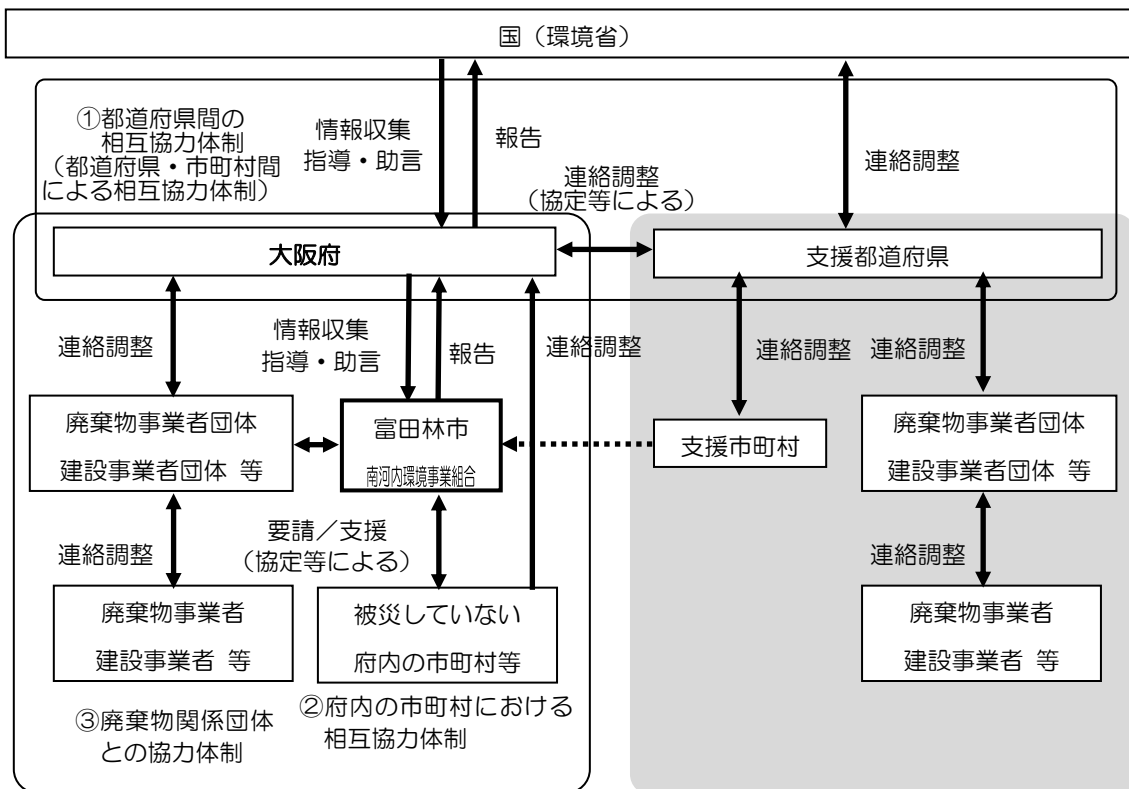 国（環境省）
①都道府県間の
相互協力体制
（都道府県・市町村間
による相互協力体制）
情報収集
指導・助言
報告
連絡調整
（協定等による）
連絡調整
大阪府
支援都道府県
連絡調整
情報収集
指導・助言
報告
連絡調整
連絡調整
連絡調整
廃棄物事業者団体
建設事業者団体 等
富田林市
南河内環境事業組合
支援市町村
廃棄物事業者団体
建設事業者団体 等
連絡調整
要請／支援
（協定等による）
連絡調整
廃棄物事業者
建設事業者 等
被災していない
府内の市町村等
廃棄物事業者
建設事業者 等
③廃棄物関係団体
との協力体制
②府内の市町村における
相互協力体制